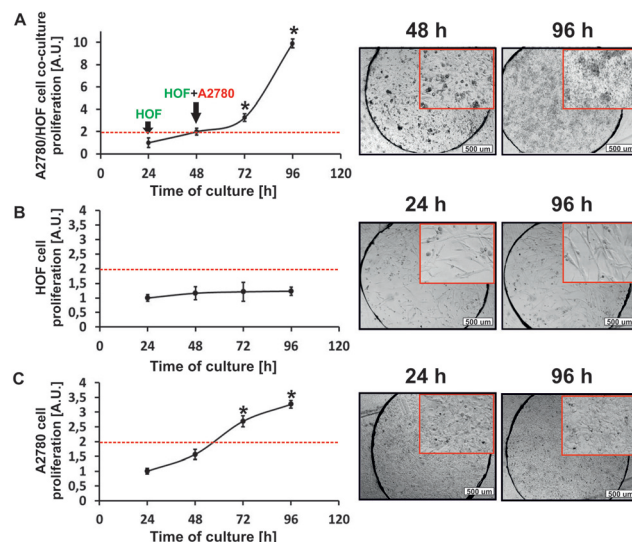 A
A2780/HOF cell co-culture
proliferation [A.U.]
10
8
6
4
2
0
HOF
HOF+A2780
*
*
0 24 48 72 96 120
Time of culture [h]
48 h
96 h
500 um
500 um
B
HOF cell
proliferation [A.U.]
4
3,5
3
2,5
2
1,5
1
0,5
0
0 24 48 72 96 120
Time of culture [h]
24 h
96 h
500 um
500 um
C
A2780 cell
proliferation [A.U.]
4
3,5
3
2,5
2
1,5
1
0,5
0
*
*
0 24 48 72 96 120
Time of culture [h]
24 h
96 h
500 um
500 um